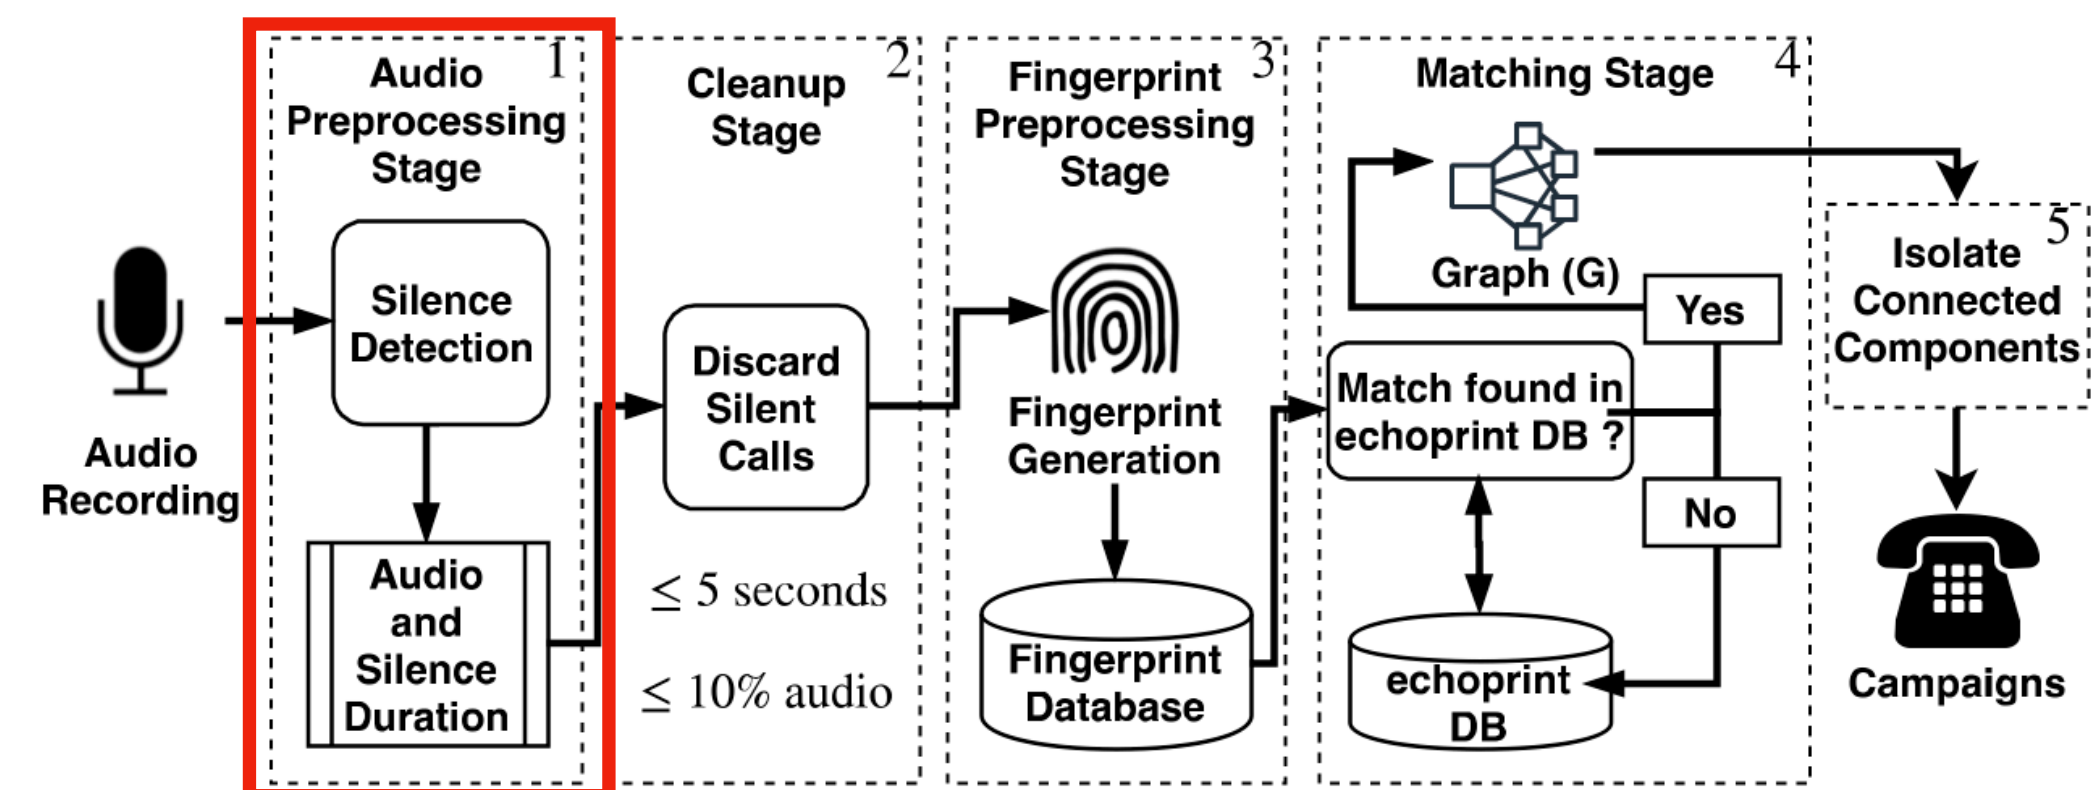 Audio
Recording
1
Audio
Preprocessing
Stage
Silence
Detection
Audio
and
Silence
Duration
2
Cleanup
Stage
Discard
Silent
Calls
≤ 5 seconds
≤ 10% audio
3
Fingerprint
Preprocessing
Stage
Fingerprint
Generation
Fingerprint
Database
4
Matching Stage
Graph (G)
Yes
Match found in
echoprint DB ?
No
echoprint
DB
5
Isolate
Connected
Components
Campaigns